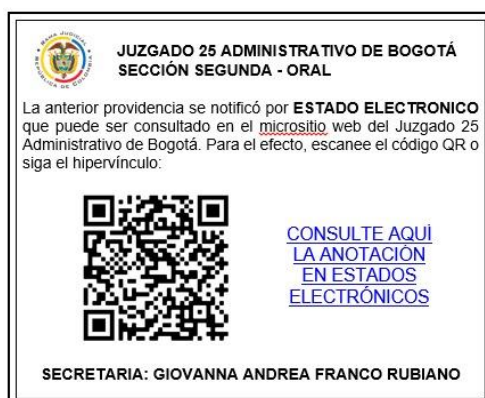 JUZGADO 25 ADMINISTRATIVO DE BOGOTÁ
SECCIÓN SEGUNDA - ORAL
La anterior providencia se notificó por ESTADO ELECTRONICO
que puede ser consultado en el micrositio web del Juzgado 25
Administrativo de Bogotá. Para el efecto, escanee el código QR o
siga el hipervínculo:
CONSULTE AQUÍ
LA ANOTACIÓN
EN ESTADOS
ELECTRÓNICOS
SECRETARIA: GIOVANNA ANDREA FRANCO RUBIANO